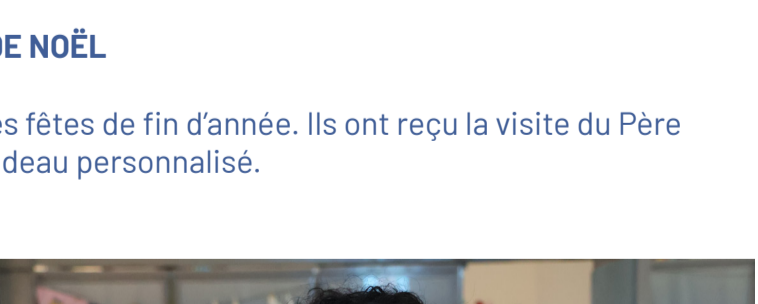 DE NOËL
es fêtes de fin d’année. Ils ont reçu la visite du Père
deau personnalisé.